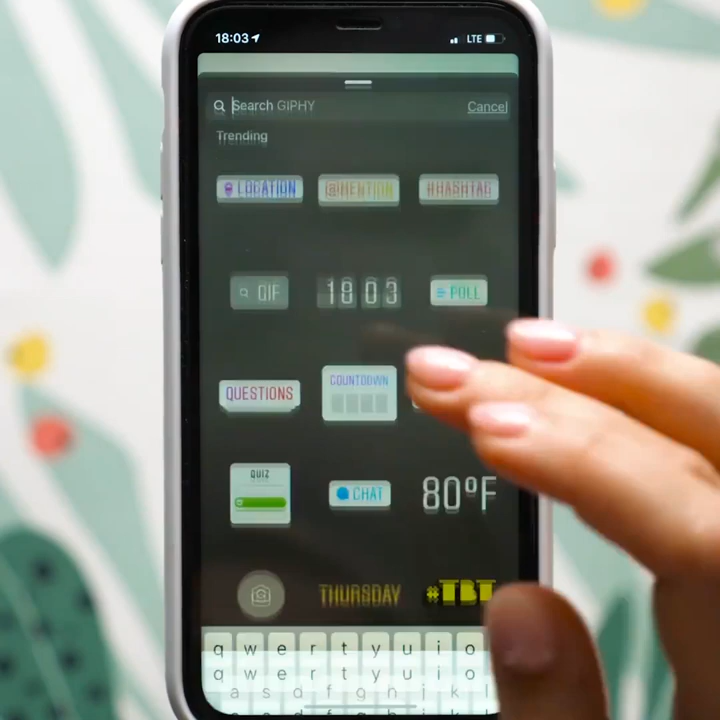 18:03 LTE
Search GIPHY Cancel
Trending
LOCATION @MENTION #HASHTAG
GIF 18 03 POLL
QUESTIONS COUNTDOWN
QUIZ CHAT 80°F
THURSDAY #TBT
q w e r t y u i o
q w e r t y u i o
a s d f g h j k l